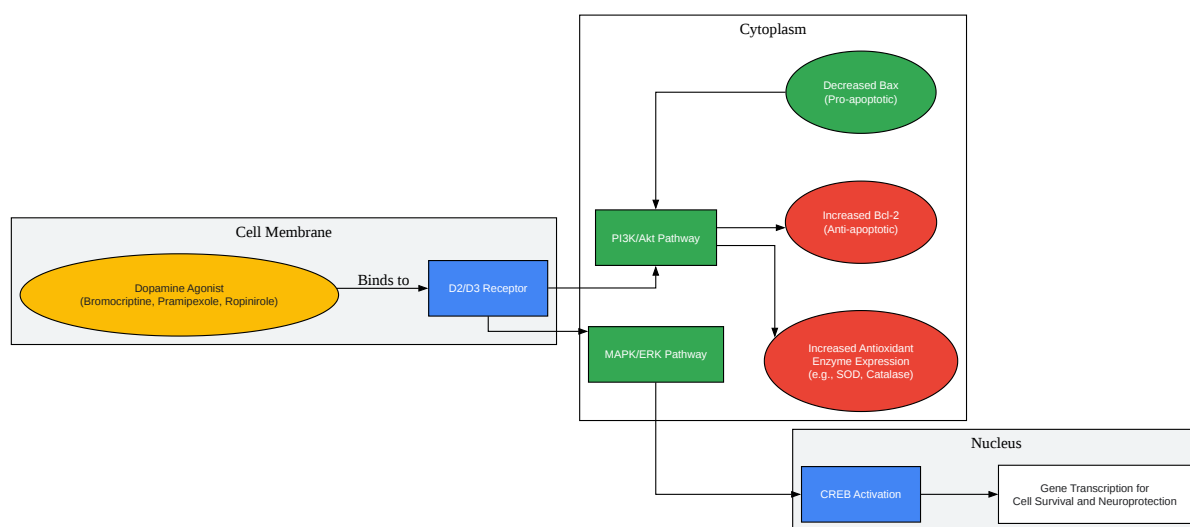 Cytoplasm
Decreased Bax
(Pro-apoptotic)
Increased Bcl-2
(Anti-apoptotic)
PI3K/Akt Pathway
Cell Membrane
Dopamine Agonist
(Bromocriptine, Pramipexole, Ropinirole)
Binds to
D2/D3 Receptor
MAPK/ERK Pathway
Increased Antioxidant
Enzyme Expression
(e.g., SOD, Catalase)
Nucleus
CREB Activation
Gene Transcription for
Cell Survival and Neuroprotection